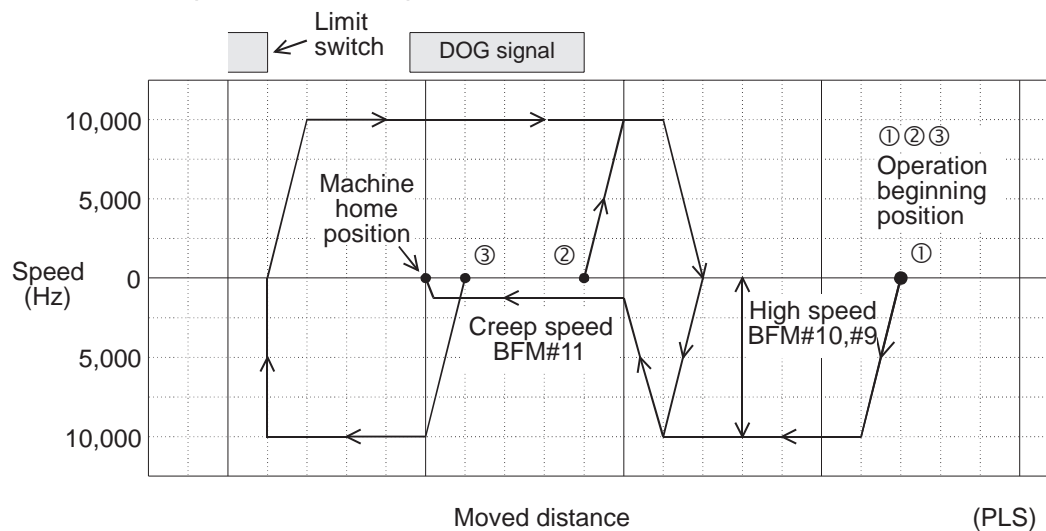 Limit
switch
DOG signal
10,000
①②③
Operation
beginning
position
Machine
home
position
5,000
③
②
①
Speed
(Hz)
0
Creep speed
BFM#11
High speed
BFM#10,#9
5,000
10,000
Moved distance
(PLS)